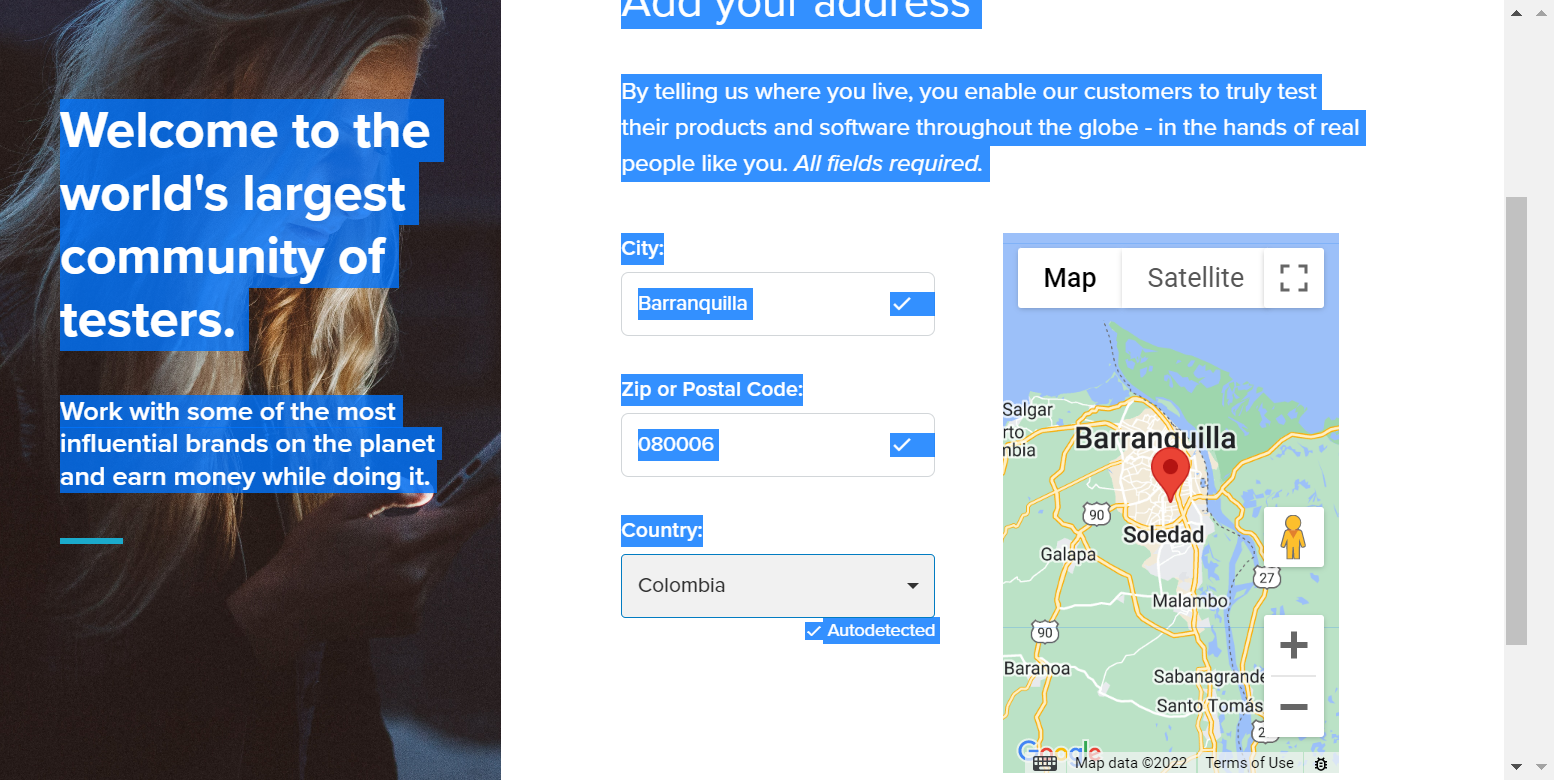 Welcome to the
world's largest
community of
testers.
Work with some of the most
influential brands on the planet
and earn money while doing it.
Add your address
By telling us where you live, you enable our customers to truly test
their products and software throughout the globe - in the hands of real
people like you. All fields required.
City:
Barranquilla
Zip or Postal Code:
080006
Country:
Colombia
Autodetected
Map Satellite
Salgar
rto
nbia
Barranquilla
90
Soledad
Galapa
27
Malambo
90
Baranoa
Sabanagrande
Santo Tomás
2
Google
Map data ©2022 Terms of Use